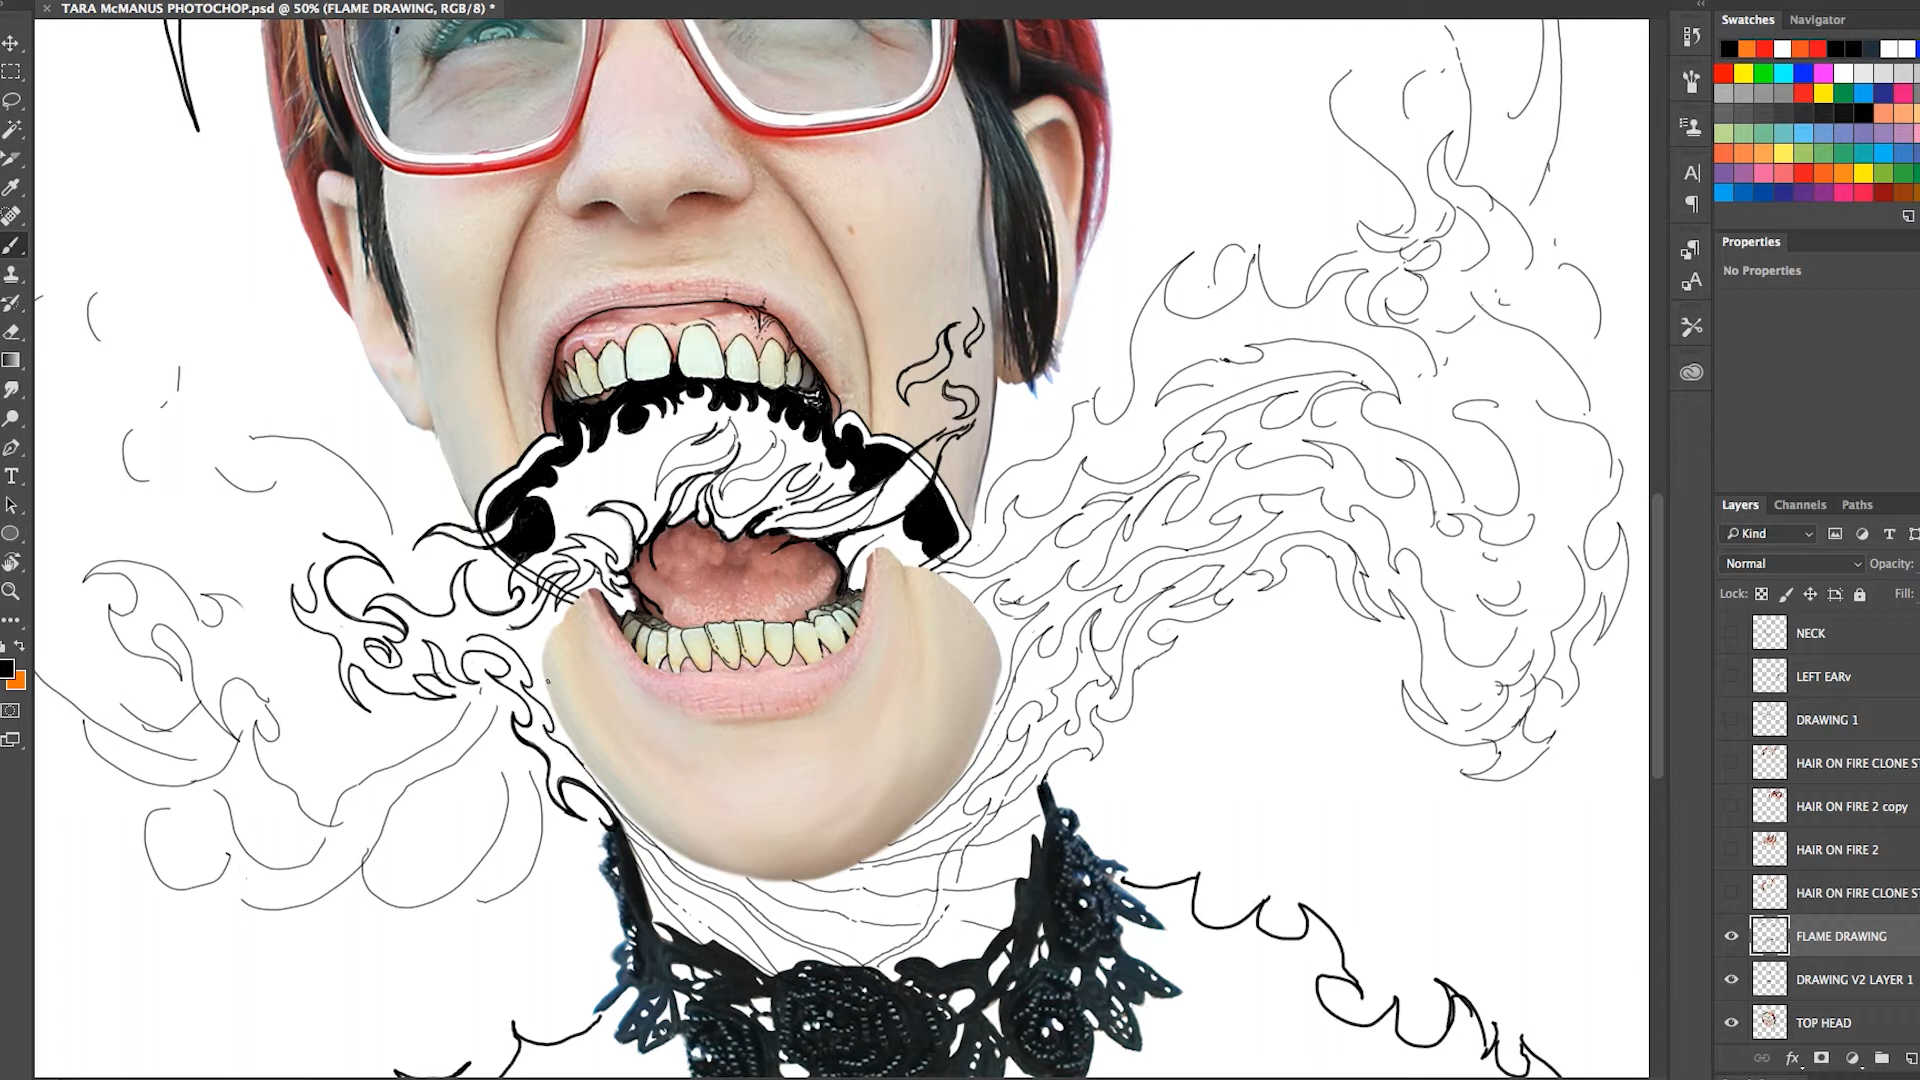 TARA McMANUS PHOTOCHOP.psd @ 50% (FLAME DRAWING, RGB/8) *
Swatches Navigator
Properties
No Properties
Layers Channels Paths
Kind
Normal Opacity:
Lock: Fill:
NECK
LEFT EARv
DRAWING 1
HAIR ON FIRE CLONE ST
HAIR ON FIRE 2 copy
HAIR ON FIRE 2
HAIR ON FIRE CLONE ST
FLAME DRAWING
DRAWING V2 LAYER 1
TOP HEAD